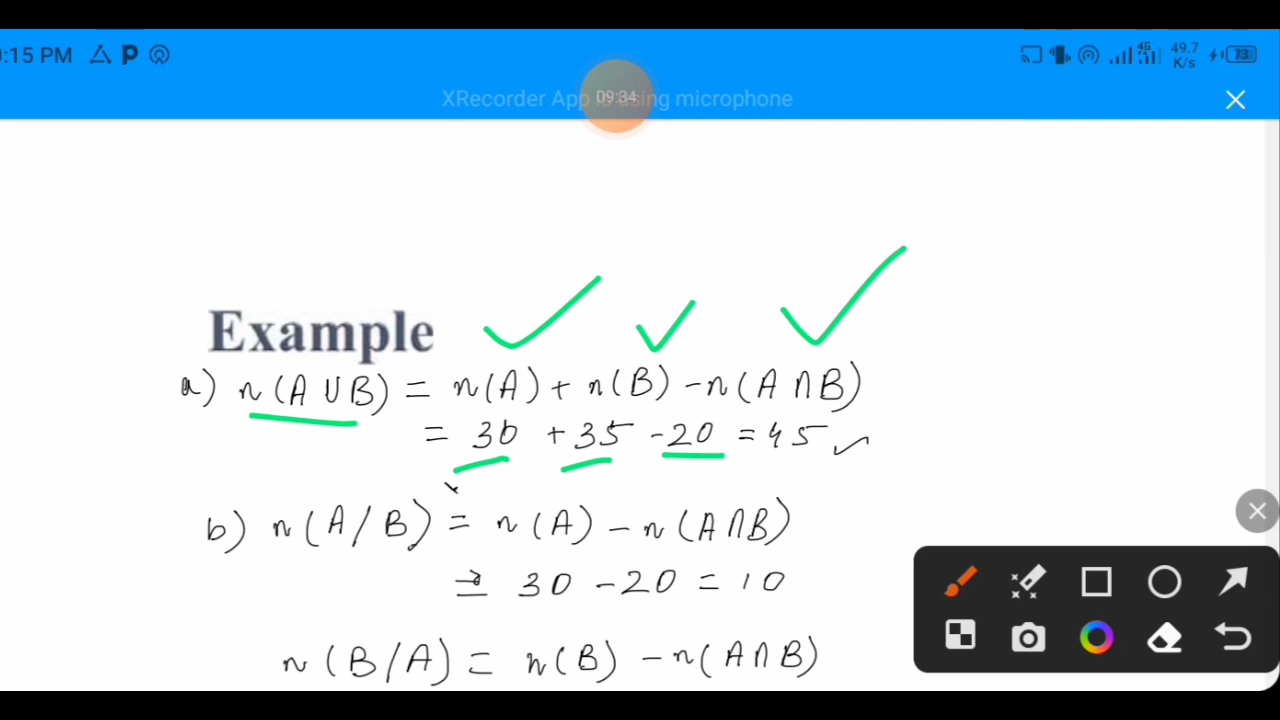 :15 PM
4G 49.7 K/s 73
XRecorder App is using microphone
09:34
Example
a) n(A∪B) = n(A) + n(B) - n(A∩B)
= 30 + 35 - 20 = 45
b) n(A/B) = n(A) - n(A∩B)
⇒ 30 - 20 = 10
n(B/A) = n(B) - n(A∩B)